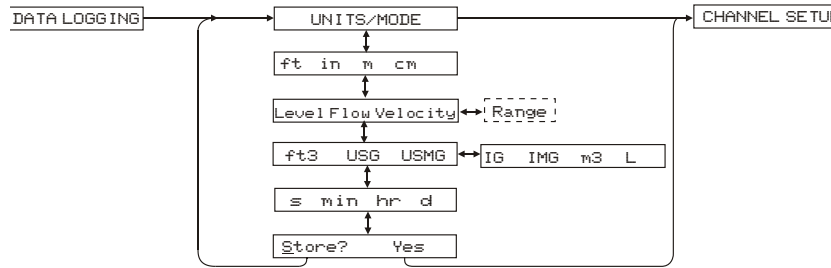 DATA LOGGING
UNITS/MODE
CHANNEL SETU
ft in m cm
Level Flow Velocity
Range
ft3 USG USMG
IG IMG m3 L
s min hr d
Store? Yes